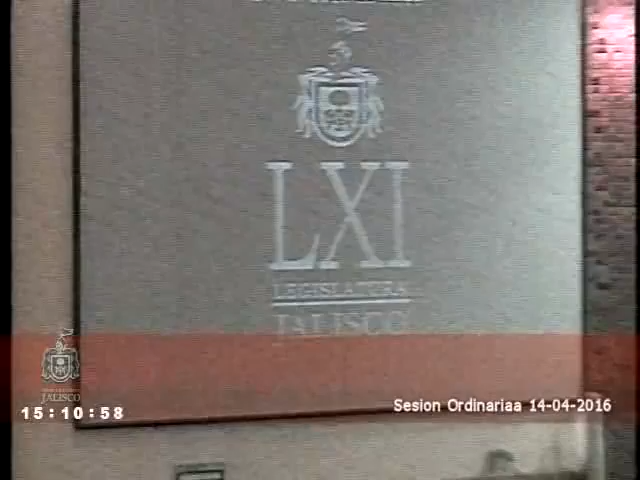 LXI
LEGISLATURA
JALISCO
JALISCO
15:10:58
Sesion Ordinariaa 14-04-2016